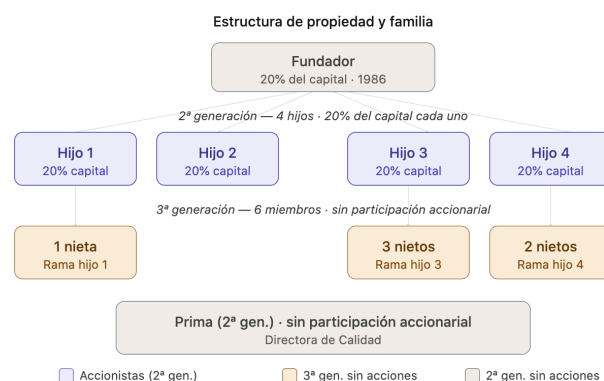 Estructura de propiedad y familia
Fundador
20% del capital · 1986
2ª generación — 4 hijos · 20% del capital cada uno
Hijo 1
20% capital
Hijo 2
20% capital
Hijo 3
20% capital
Hijo 4
20% capital
3ª generación — 6 miembros · sin participación accionarial
1 nieta
Rama hijo 1
3 nietos
Rama hijo 3
2 nietos
Rama hijo 4
Prima (2ª gen.) · sin participación accionarial
Directora de Calidad
Accionistas (2ª gen.)
3ª gen. sin acciones
2ª gen. sin acciones